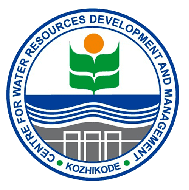 CENTRE FOR WATER RESOURCES DEVELOPMENT AND MANAGEMENT
• KOZHIKODE •